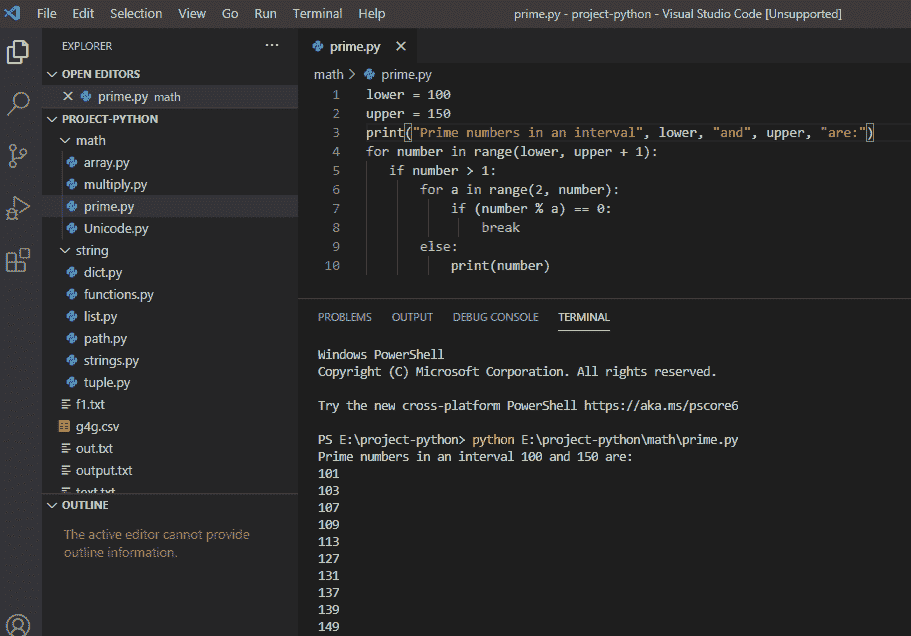 File Edit Selection View Go Run Terminal Help prime.py - project-python - Visual Studio Code [Unsupported]
EXPLORER ···
OPEN EDITORS
prime.py math
PROJECT-PYTHON
math
array.py
multiply.py
prime.py
Unicode.py
string
dict.py
functions.py
list.py
path.py
strings.py
tuple.py
f1.txt
g4g.csv
out.txt
output.txt
text.txt
OUTLINE
The active editor cannot provide
outline information.
prime.py
math > prime.py
1 lower = 100
2 upper = 150
3 print("Prime numbers in an interval", lower, "and", upper, "are:")
4 for number in range(lower, upper + 1):
5 if number > 1:
6 for a in range(2, number):
7 if (number % a) == 0:
8 break
9 else:
10 print(number)
PROBLEMS OUTPUT DEBUG CONSOLE TERMINAL
Windows PowerShell
Copyright (C) Microsoft Corporation. All rights reserved.
Try the new cross-platform PowerShell https://aka.ms/pscore6
PS E:\project-python> python E:\project-python\math\prime.py
Prime numbers in an interval 100 and 150 are:
101
103
107
109
113
127
131
137
139
149